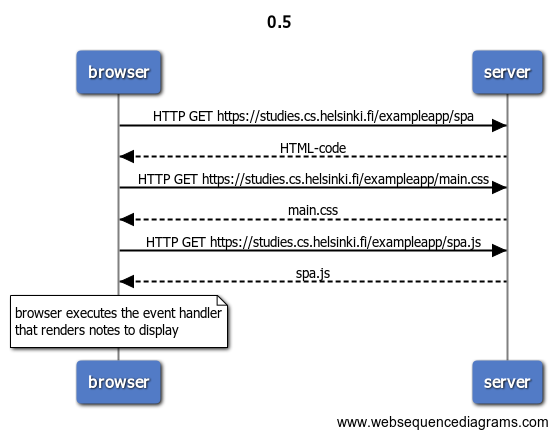 0.5
browser
server
HTTP GET https://studies.cs.helsinki.fi/exampleapp/spa
HTML-code
HTTP GET https://studies.cs.helsinki.fi/exampleapp/main.css
main.css
HTTP GET https://studies.cs.helsinki.fi/exampleapp/spa.js
spa.js
browser executes the event handler
that renders notes to display
browser
server
www.websequencediagrams.com